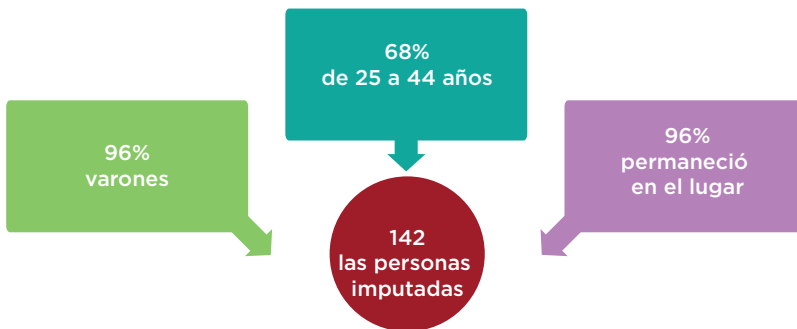 68%
de 25 a 44 años
96%
varones
96%
permaneció
en el lugar
142
las personas
imputadas